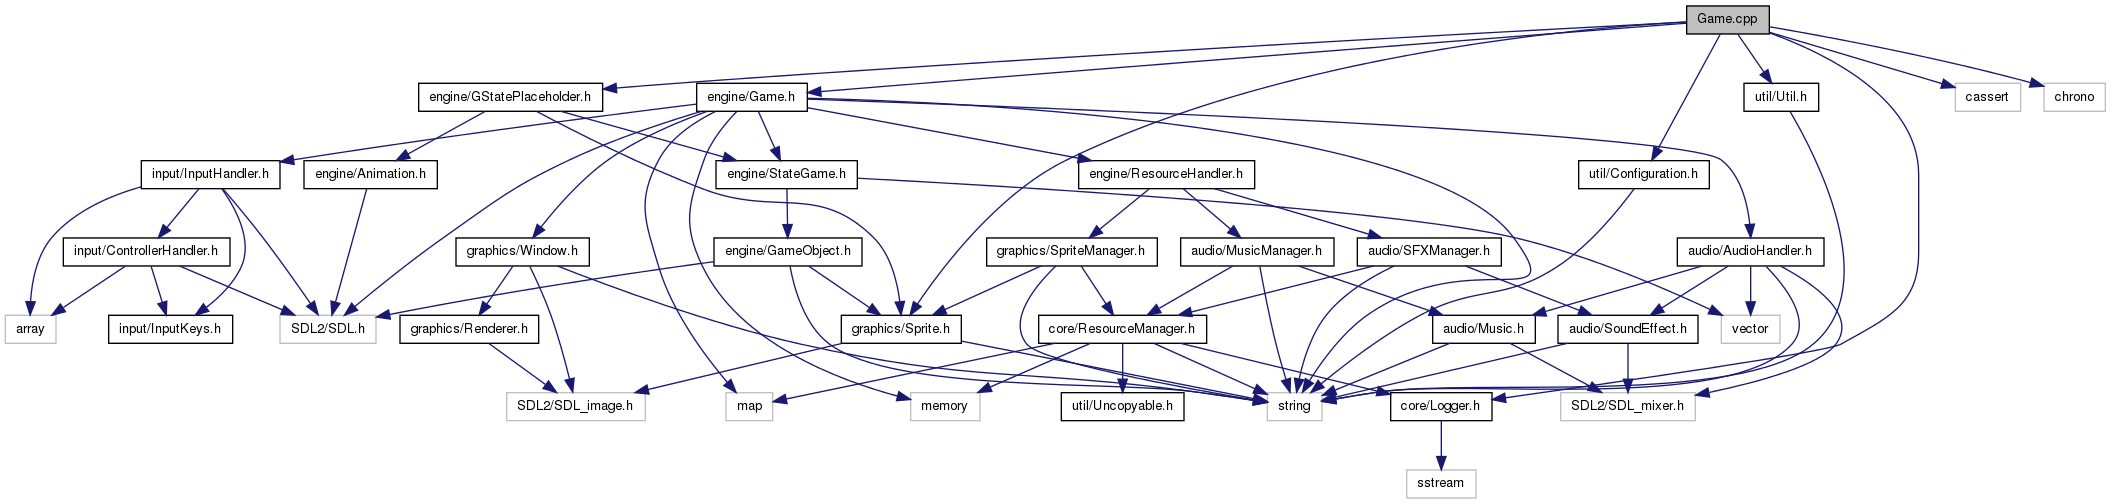 Game.cpp
engine/GStatePlaceholder.h
engine/Game.h
util/Util.h
cassert
chrono
input/InputHandler.h
engine/Animation.h
engine/StateGame.h
engine/ResourceHandler.h
util/Configuration.h
input/ControllerHandler.h
graphics/Window.h
engine/GameObject.h
graphics/SpriteManager.h
audio/MusicManager.h
audio/SFXManager.h
audio/AudioHandler.h
array
input/InputKeys.h
SDL2/SDL.h
graphics/Renderer.h
graphics/Sprite.h
core/ResourceManager.h
audio/Music.h
audio/SoundEffect.h
vector
SDL2/SDL_image.h
map
memory
util/Uncopyable.h
string
core/Logger.h
SDL2/SDL_mixer.h
sstream